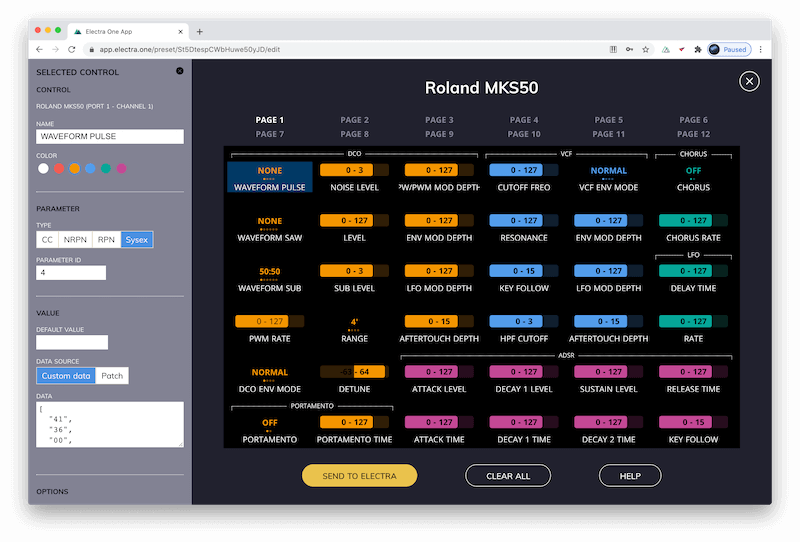 Electra One App
app.electra.one/preset/St5DtespCWbHuwe50yJD/edit
Paused
SELECTED CONTROL
CONTROL
ROLAND MKS50 (PORT 1 - CHANNEL 1)
NAME
WAVEFORM PULSE
COLOR
PARAMETER
TYPE
CC NRPN RPN Sysex
PARAMETER ID
4
VALUE
DEFAULT VALUE
DATA SOURCE
Custom data Patch
DATA
[
"41",
"36",
"00",
OPTIONS
Roland MKS50
PAGE 1 PAGE 2 PAGE 3 PAGE 4 PAGE 5 PAGE 6
PAGE 7 PAGE 8 PAGE 9 PAGE 10 PAGE 11 PAGE 12
DCO VCF CHORUS
NONE 0 - 3 0 - 127 0 - 127 NORMAL OFF
WAVEFORM PULSE NOISE LEVEL PW/PWM MOD DEPTH CUTOFF FREQ VCF ENV MODE CHORUS
NONE 0 - 127 0 - 127 0 - 127 0 - 127 0 - 127
WAVEFORM SAW LEVEL ENV MOD DEPTH RESONANCE ENV MOD DEPTH CHORUS RATE
LFO
50:50 0 - 3 0 - 127 0 - 15 0 - 127 0 - 127
WAVEFORM SUB SUB LEVEL LFO MOD DEPTH KEY FOLLOW LFO MOD DEPTH DELAY TIME
0 - 127 4' 0 - 15 0 - 3 0 - 15 0 - 127
PWM RATE RANGE AFTERTOUCH DEPTH HPF CUTOFF AFTERTOUCH DEPTH RATE
ADSR
NORMAL -63 - 64 0 - 127 0 - 127 0 - 127 0 - 127
DCO ENV MODE DETUNE ATTACK LEVEL DECAY 1 LEVEL SUSTAIN LEVEL RELEASE TIME
PORTAMENTO
OFF 0 - 127 0 - 127 0 - 127 0 - 127 0 - 15
PORTAMENTO PORTAMENTO TIME ATTACK TIME DECAY 1 TIME DECAY 2 TIME KEY FOLLOW
SEND TO ELECTRA CLEAR ALL HELP